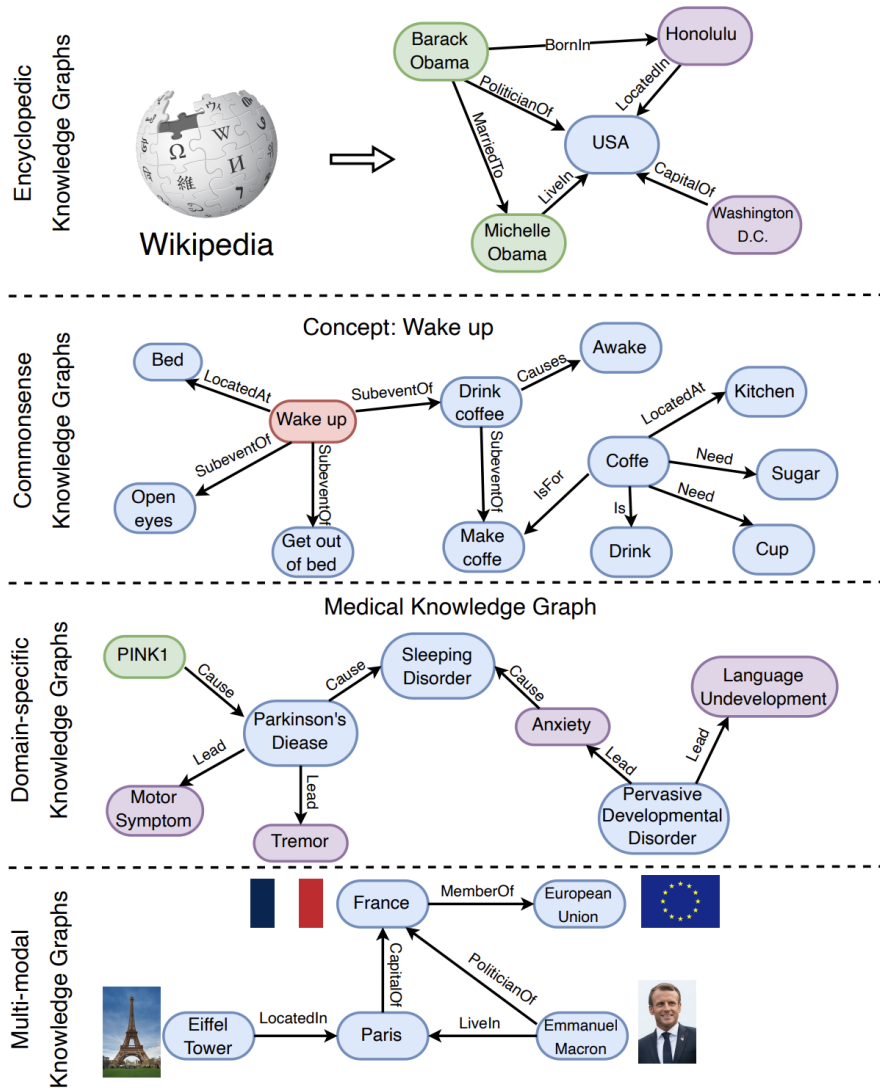 Encyclopedic
Knowledge Graphs
Wikipedia
Ω
W
И
維
7
Barack
Obama
BornIn
Honolulu
PoliticianOf
LocatedIn
MarriedTo
USA
LiveIn
CapitalOf
Michelle
Obama
Washington
D.C.
Commonsense
Knowledge Graphs
Concept: Wake up
Bed
LocatedAt
Wake up
SubeventOf
Drink
coffee
Causes
Awake
SubeventOf
Open
eyes
SubeventOf
Get out
of bed
SubeventOf
Make
coffe
IsFor
Coffe
LocatedAt
Kitchen
Need
Sugar
Need
Cup
Is
Drink
Domain-specific
Knowledge Graphs
Medical Knowledge Graph
PINK1
Cause
Parkinson's
Diease
Cause
Sleeping
Disorder
Cause
Anxiety
Language
Undevelopment
Lead
Motor
Symptom
Lead
Tremor
Lead
Lead
Pervasive
Developmental
Disorder
Multi-modal
Knowledge Graphs
France
MemberOf
European
Union
CapitalOf
PoliticianOf
Eiffel
Tower
LocatedIn
Paris
LiveIn
Emmanuel
Macron